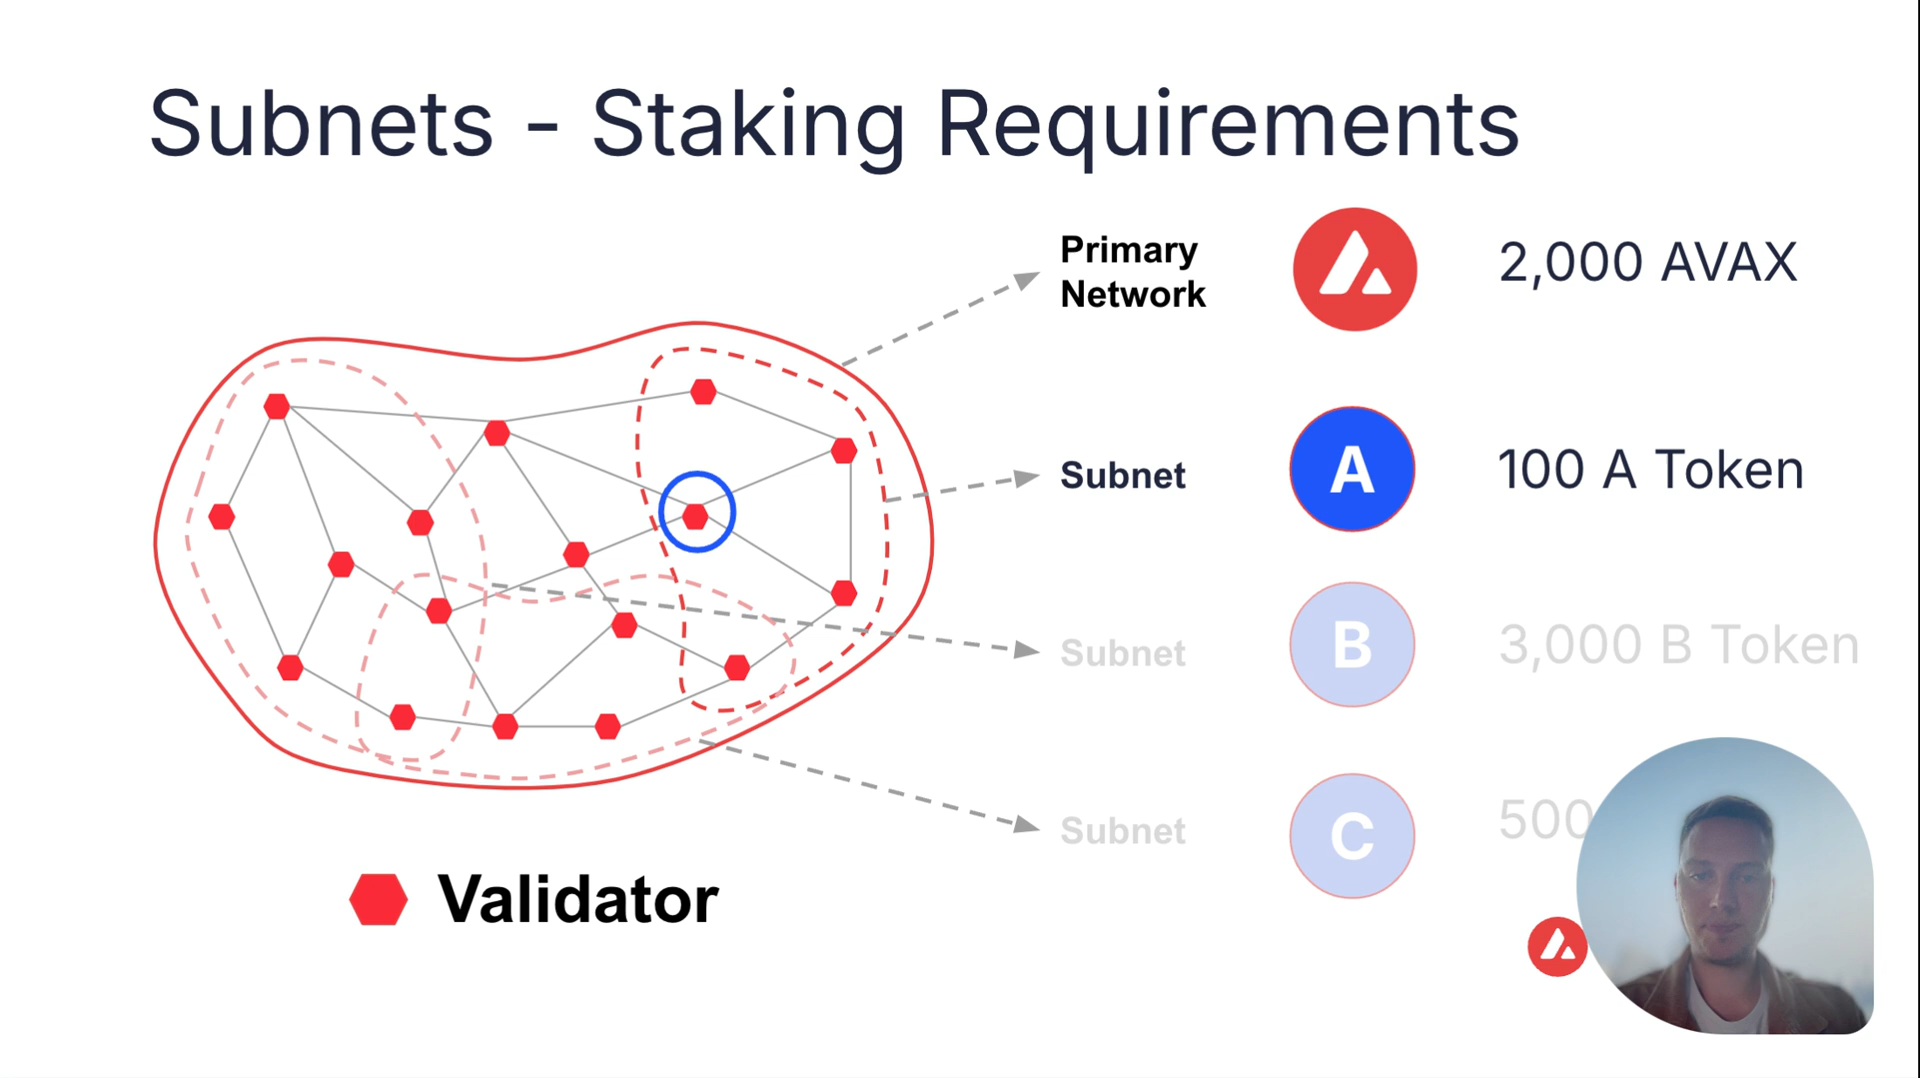 Subnets - Staking Requirements
Primary
Network
2,000 AVAX
Subnet
A
100 A Token
Subnet
B
3,000 B Token
Subnet
C
500
Validator